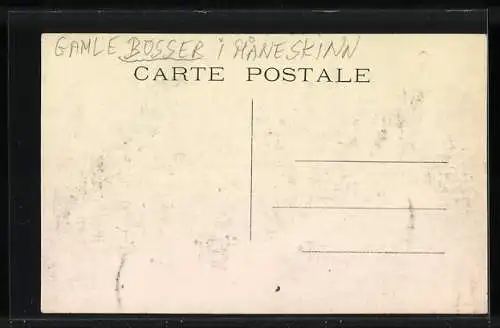 GAMLE BOSSER i MÅNESKINN
CARTE POSTALE